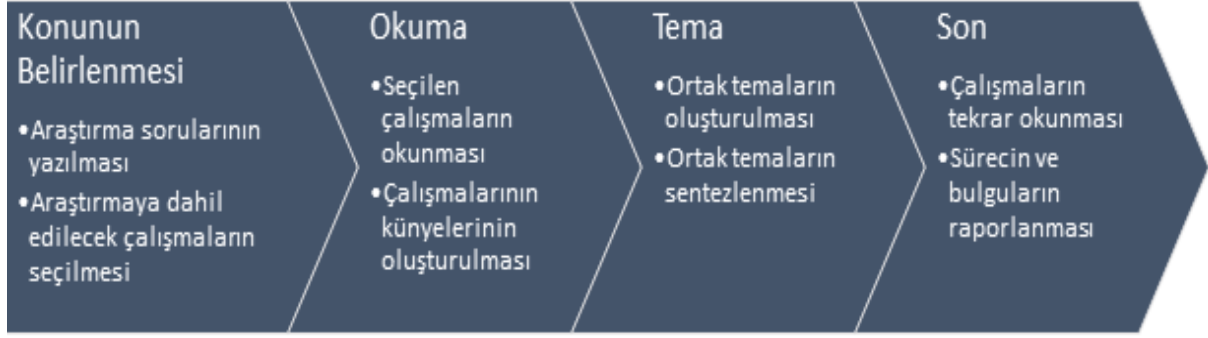 Konunun
Belirlenmesi
•Araştırma sorularının
yazılması
•Araştırmaya dahil
edilecek çalışmaların
seçilmesi
Okuma
•Seçilen
çalışmaların
okunması
•Çalışmalarının
künyelerinin
oluşturulması
Tema
•Ortak temaların
oluşturulması
•Ortak temaların
sentezlenmesi
Son
•Çalışmaların
tekrar okunması
•Sürecin ve
bulguların
raporlanması